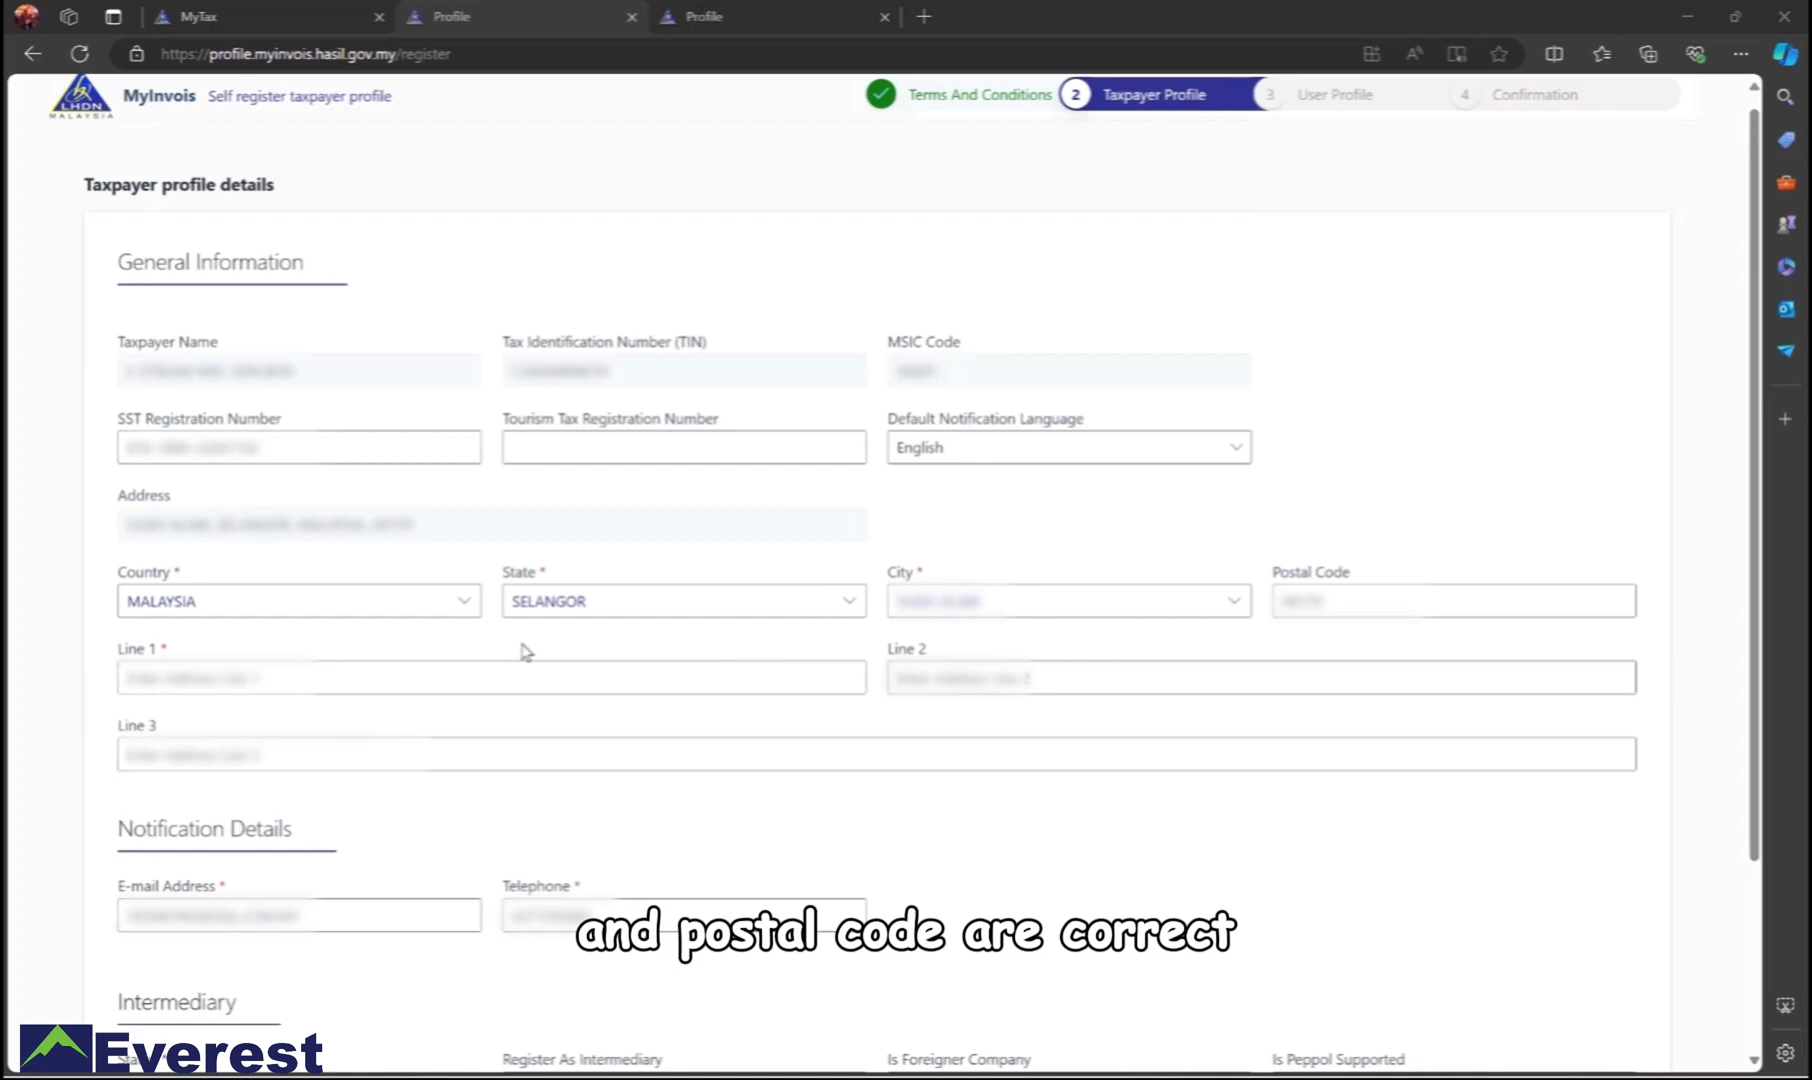 MyTax
Profile
Profile
https://profile.myinvois.hasil.gov.my/register
LHDN
MALAYSIA
MyInvois Self register taxpayer profile
Terms And Conditions
2 Taxpayer Profile
3 User Profile
4 Confirmation
Taxpayer profile details
General Information
Taxpayer Name
Tax Identification Number (TIN)
MSIC Code
SST Registration Number
Tourism Tax Registration Number
Default Notification Language
English
Address
Country *
State *
City *
Postal Code
MALAYSIA
SELANGOR
Line 1 *
Line 2
Line 3
Notification Details
E-mail Address *
Telephone *
and postal code are correct
Intermediary
Everest
Register As Intermediary
Is Foreigner Company
Is Peppol Supported